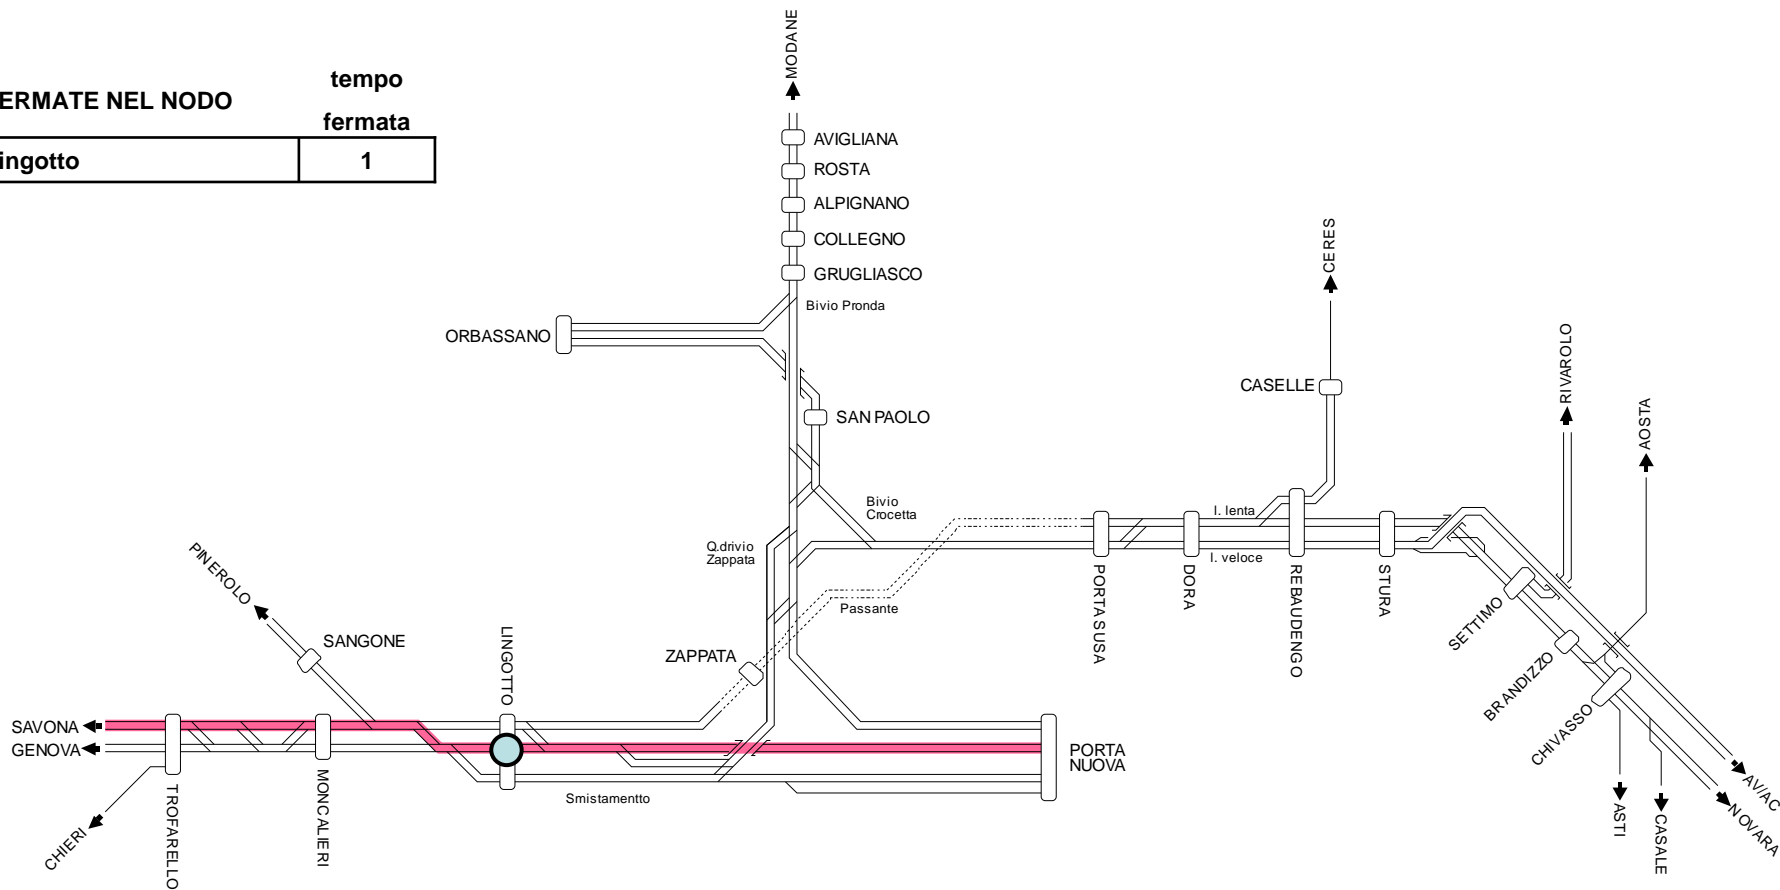 tempo
ERMATE NEL NODO
fermata
ingotto 1
MODANE
AVIGLIANA
ROSTA
ALPIGNANO
COLLEGNO
GRUGLIASCO
Bivio Pronda
ORBASSANO
SAN PAOLO
CERES
CASELLE
RIVAROLO
AOSTA
Bivio
Crocetta
l. lenta
l. veloce
Q.drivio
Zappata
Passante
PORTA SUSA
DORA
REBAUDENGO
STURA
SETTIMO
BRANDIZZO
CHIVASSO
PINEROLO
SANGONE
LINGOTTO
ZAPPATA
SAVONA
GENOVA
PORTA
NUOVA
Smistamentto
CHIERI
TROFARELLO
MONCALIERI
ASTI
CASALE
AV/AC
NOVARA